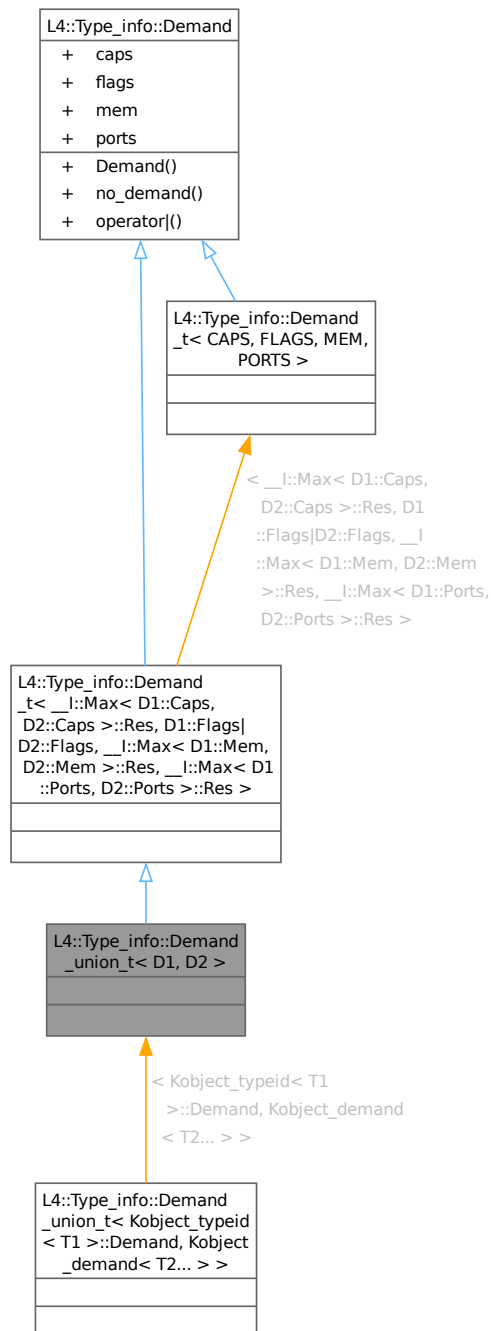 L4::Type_info::Demand
+ caps
+ flags
+ mem
+ ports
+ Demand()
+ no_demand()
+ operator|()
L4::Type_info::Demand
_t< CAPS, FLAGS, MEM,
PORTS >
< __I::Max< D1::Caps,
D2::Caps >::Res, D1
::Flags|D2::Flags, __I
::Max< D1::Mem, D2::Mem
>::Res, __I::Max< D1::Ports,
D2::Ports >::Res >
L4::Type_info::Demand
_t< __I::Max< D1::Caps,
D2::Caps >::Res, D1::Flags|
D2::Flags, __I::Max< D1::Mem,
D2::Mem >::Res, __I::Max< D1
::Ports, D2::Ports >::Res >
L4::Type_info::Demand
_union_t< D1, D2 >
< Kobject_typeid< T1
>::Demand, Kobject_demand
< T2... > >
L4::Type_info::Demand
_union_t< Kobject_typeid
< T1 >::Demand, Kobject
_demand< T2... > >